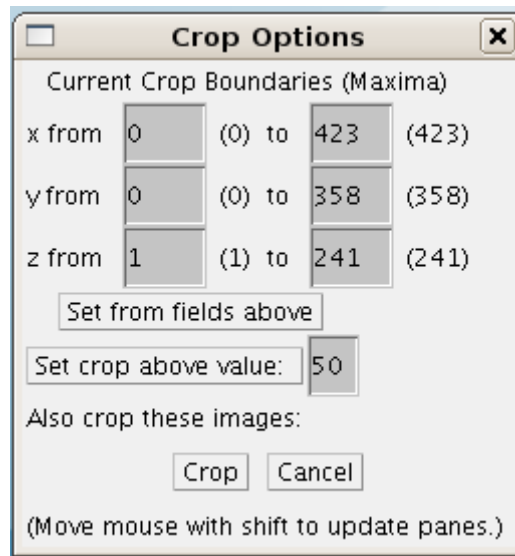 Crop Options
Current Crop Boundaries (Maxima)
x from 0 (0) to 423 (423)
y from 0 (0) to 358 (358)
z from 1 (1) to 241 (241)
Set from fields above
Set crop above value: 50
Also crop these images:
Crop Cancel
(Move mouse with shift to update panes.)